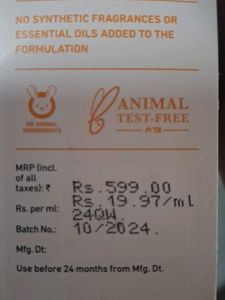 NO SYNTHETIC FRAGRANCES OR
ESSENTIAL OILS ADDED TO THE
FORMULATION
NO ANIMAL
INGREDIENTS
ANIMAL
TEST-FREE
PETA
MRP (incl.
of all
taxes): ₹ Rs.599.00
Rs. per ml: Rs.19.97/ml
Batch No.: 24QW.
Mfg. Dt: 10/2024.
Use before 24 months from Mfg. Dt.